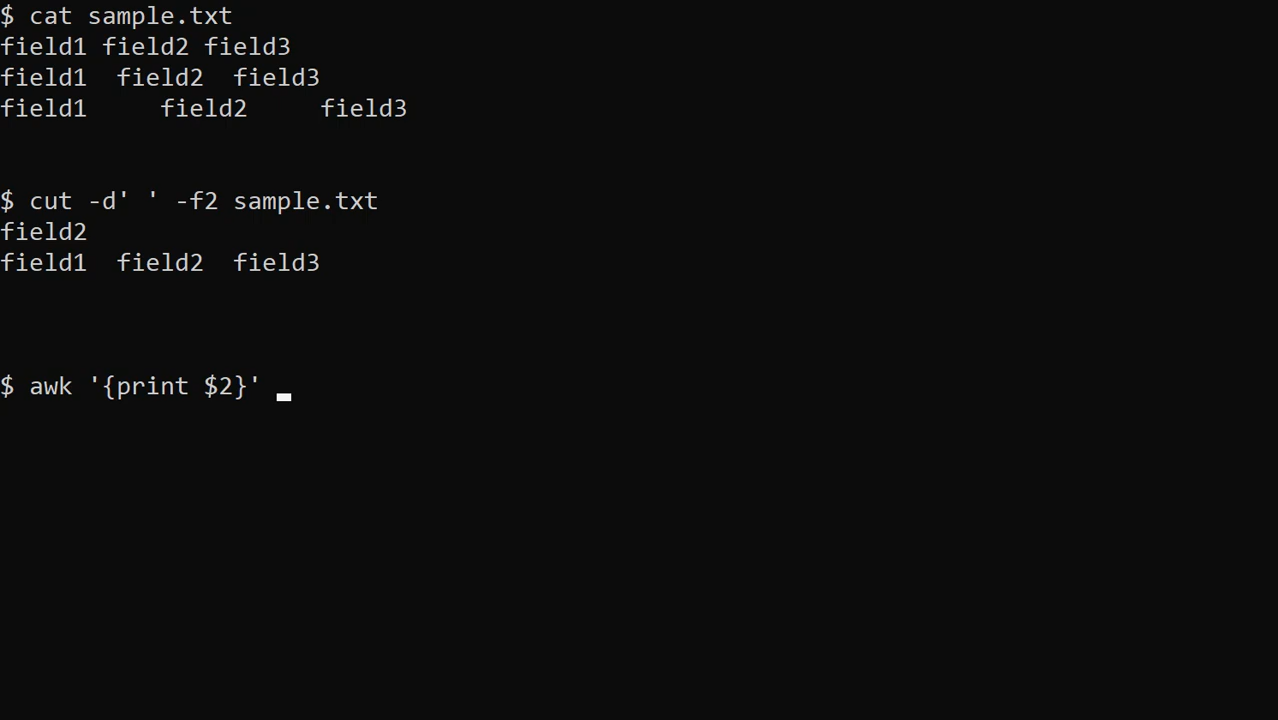 $ cat sample.txt
field1 field2 field3
field1  field2  field3
field1     field2     field3
$ cut -d' ' -f2 sample.txt
field2
field1  field2  field3
$ awk '{print $2}'